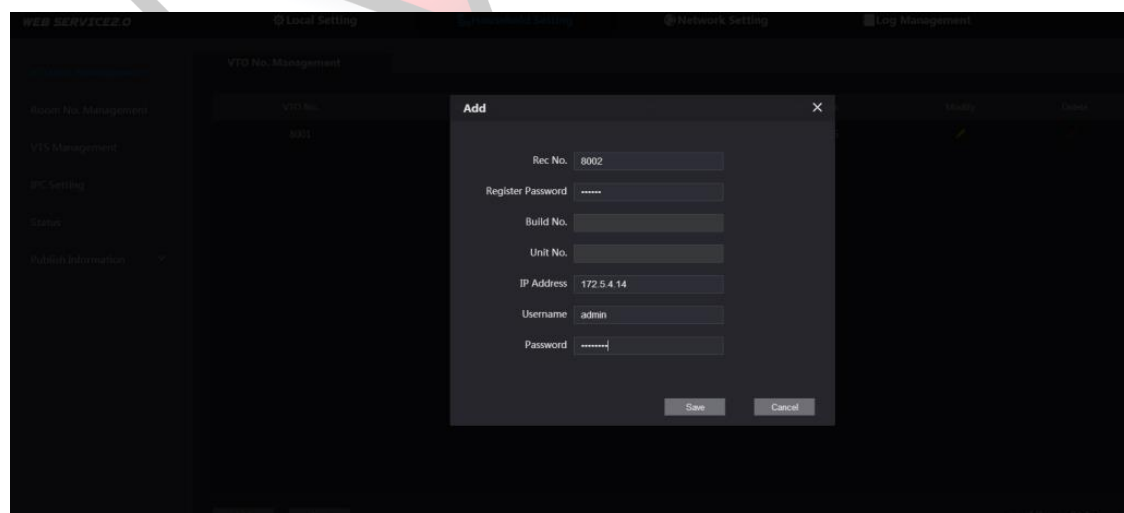 WEB SERVICE2.0 Local Setting Household Setting Network Setting Log Management
VTO No. Management
Room No. Management
VTO No. Modify Delete
8001
VTS Management
IPC Setting
Status
Publish Information
Add
Rec No. 8002
Register Password ••••••
Build No.
Unit No.
IP Address 172.5.4.14
Username admin
Password ••••••••
Save Cancel